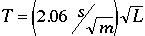 T = (2.06 s/√m) √L